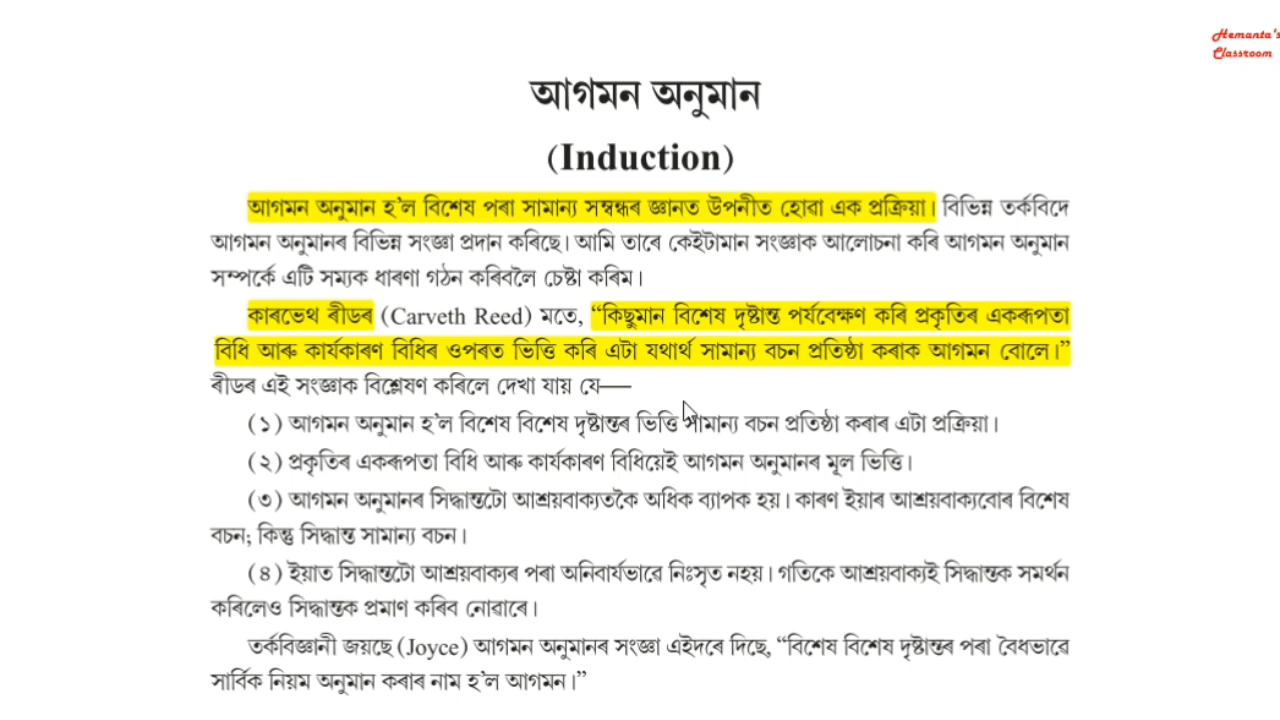 Hemanta's
Classroom
আগমন অনুমান
(Induction)
আগমন অনুমান হ’ল বিশেষ পৰা সামান্য সম্বন্ধৰ জ্ঞানত উপনীত হোৱা এক প্ৰক্ৰিয়া। বিভিন্ন তৰ্কবিদে
আগমন অনুমানৰ বিভিন্ন সংজ্ঞা প্ৰদান কৰিছে। আমি তাৰে কেইটামান সংজ্ঞাক আলোচনা কৰি আগমন অনুমান
সম্পৰ্কে এটি সম্যক ধাৰণা গঠন কৰিবলৈ চেষ্টা কৰিম।
কাৰভেথ ৰীডৰ (Carveth Reed) মতে, “কিছুমান বিশেষ দৃষ্টান্ত পৰ্যবেক্ষণ কৰি প্ৰকৃতিৰ একৰূপতা
বিধি আৰু কাৰ্যকাৰণ বিধিৰ ওপৰত ভিত্তি কৰি এটা যথাৰ্থ সামান্য বচন প্ৰতিষ্ঠা কৰাক আগমন বোলে।”
ৰীডৰ এই সংজ্ঞাক বিশ্লেষণ কৰিলে দেখা যায় যে—
(১) আগমন অনুমান হ’ল বিশেষ বিশেষ দৃষ্টান্তৰ ভিত্তি সামান্য বচন প্ৰতিষ্ঠা কৰাৰ এটা প্ৰক্ৰিয়া।
(২) প্ৰকৃতিৰ একৰূপতা বিধি আৰু কাৰ্যকাৰণ বিধিয়েই আগমন অনুমানৰ মূল ভিত্তি।
(৩) আগমন অনুমানৰ সিদ্ধান্তটো আশ্ৰয়বাক্যতকৈ অধিক ব্যাপক হয়। কাৰণ ইয়াৰ আশ্ৰয়বাক্যবোৰ বিশেষ
বচন; কিন্তু সিদ্ধান্ত সামান্য বচন।
(৪) ইয়াত সিদ্ধান্তটো আশ্ৰয়বাক্যৰ পৰা অনিবাৰ্যভাৱে নিঃসৃত নহয়। গতিকে আশ্ৰয়বাক্যই সিদ্ধান্তক সমৰ্থন
কৰিলেও সিদ্ধান্তক প্ৰমাণ কৰিব নোৱাৰে।
তৰ্কবিজ্ঞানী জয়ছে (Joyce) আগমন অনুমানৰ সংজ্ঞা এইদৰে দিছে, “বিশেষ বিশেষ দৃষ্টান্তৰ পৰা বৈধভাৱে
সাৰ্বিক নিয়ম অনুমান কৰাৰ নাম হ’ল আগমন।”